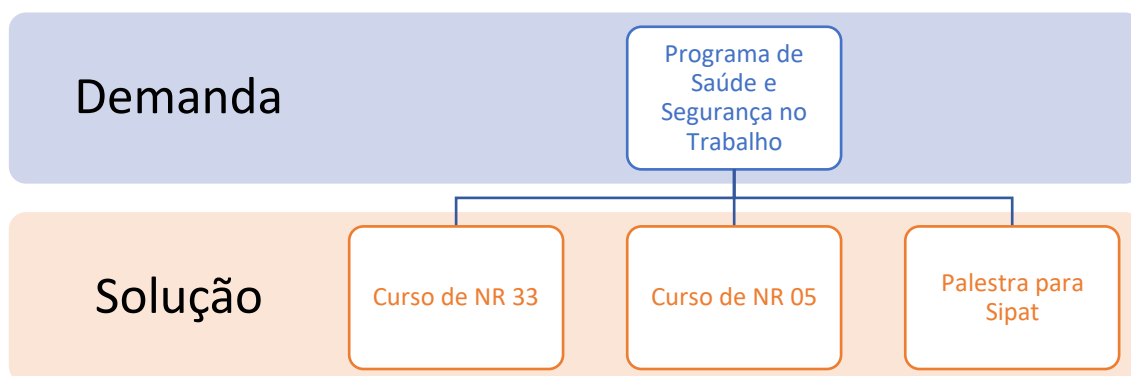 Demanda
Programa de
Saúde e
Segurança no
Trabalho
Solução
Curso de NR 33
Curso de NR 05
Palestra para
Sipat